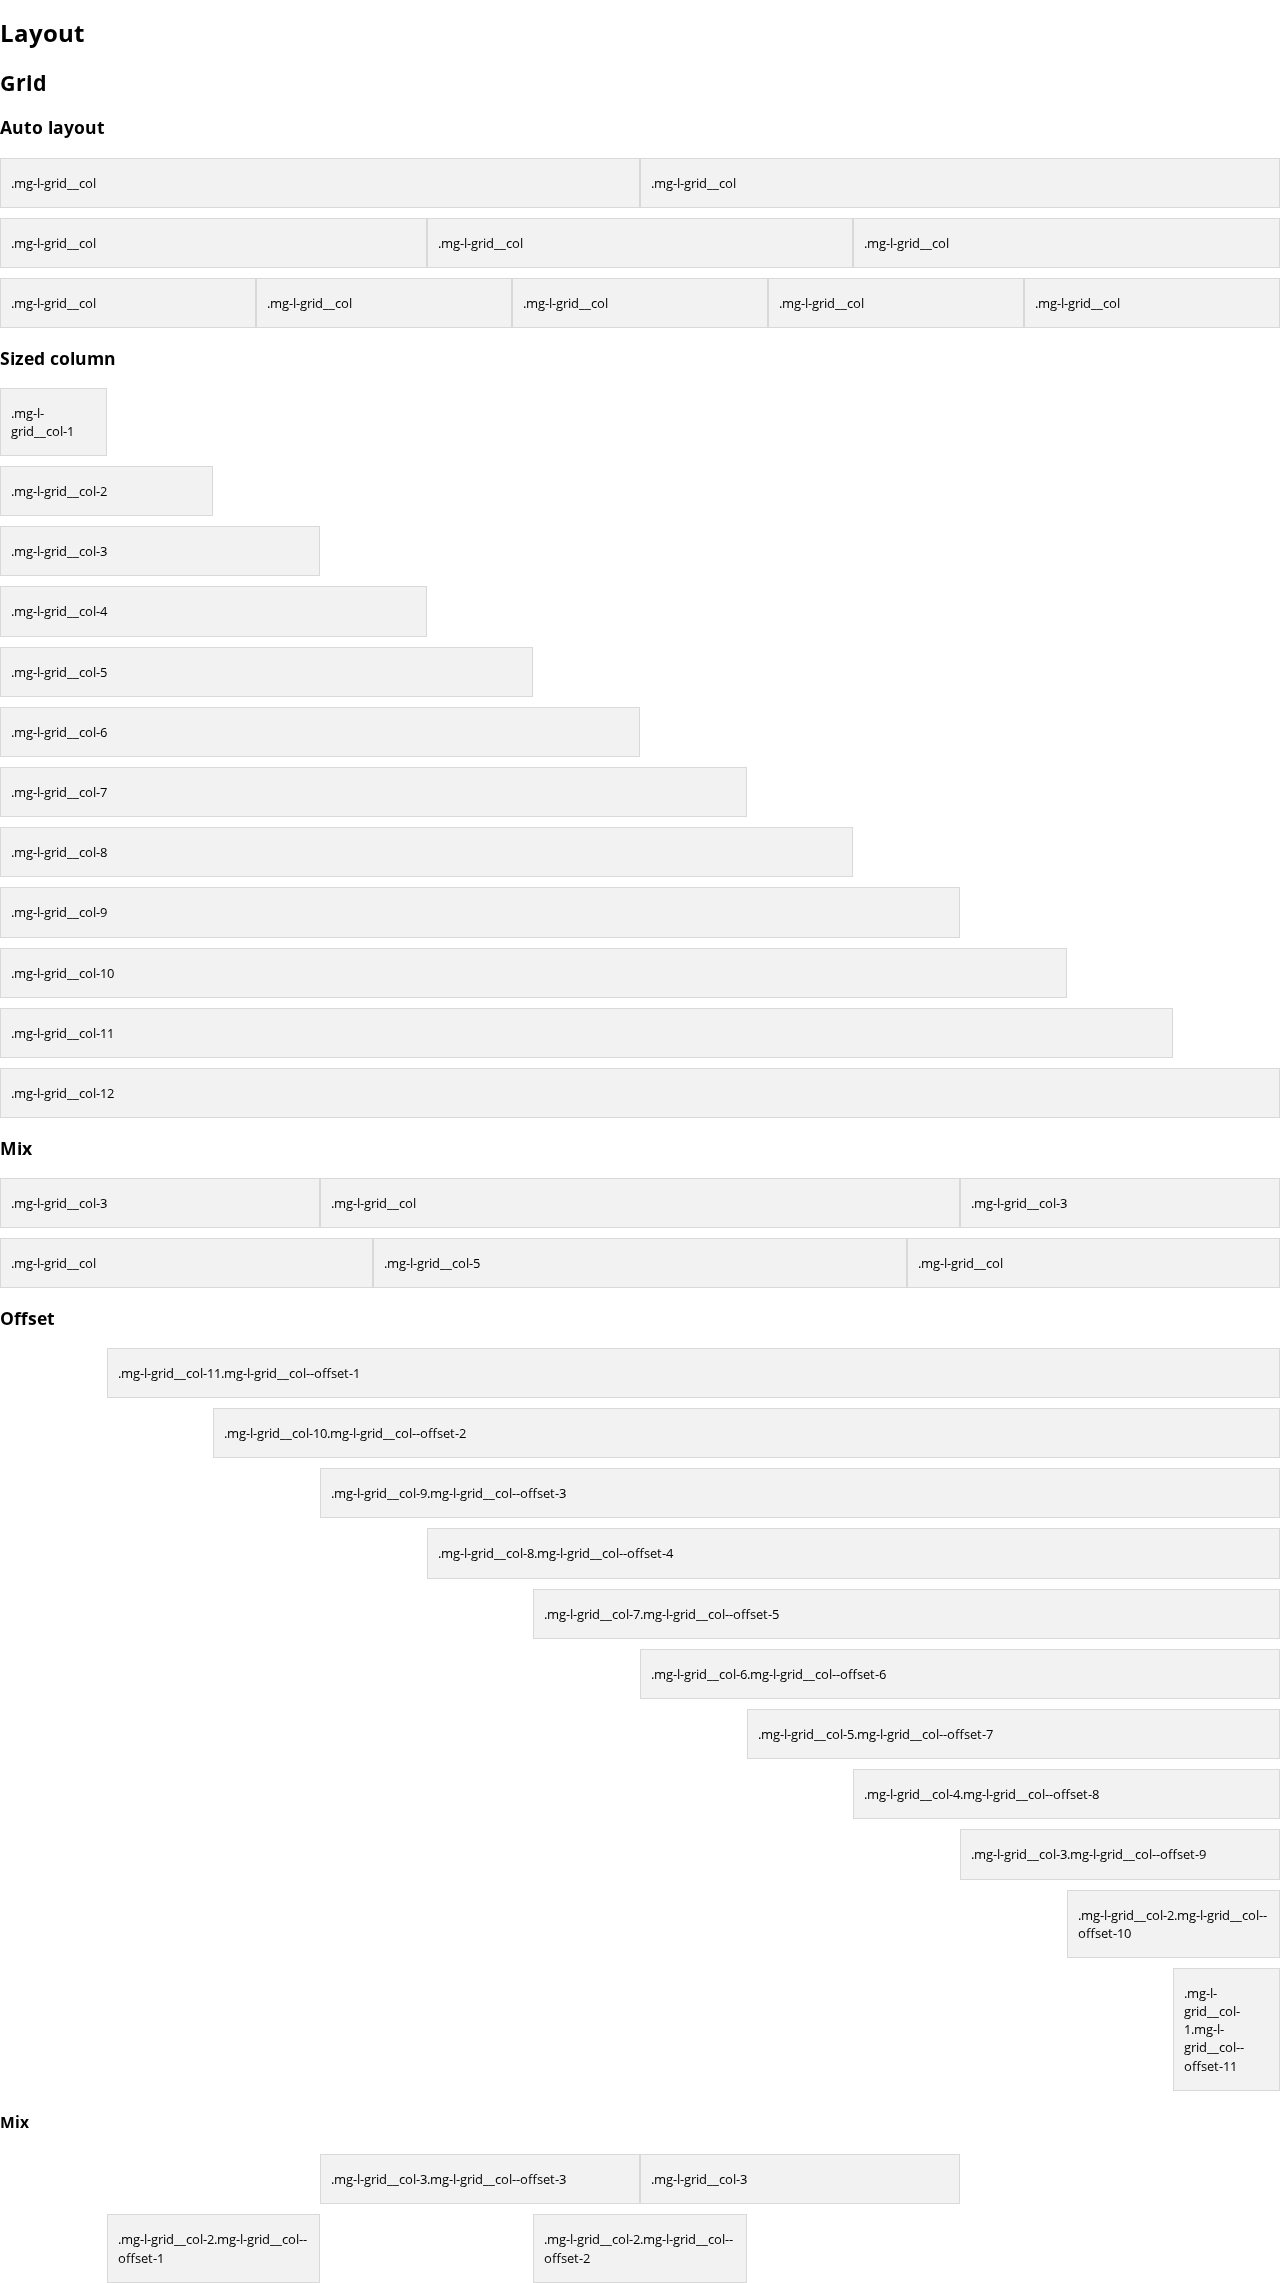 Layout
Grid
Auto layout
.mg-l-grid__col .mg-l-grid__col
.mg-l-grid__col .mg-l-grid__col .mg-l-grid__col
.mg-l-grid__col .mg-l-grid__col .mg-l-grid__col .mg-l-grid__col .mg-l-grid__col
Sized column
.mg-l-
grid__col-1
.mg-l-grid__col-2
.mg-l-grid__col-3
.mg-l-grid__col-4
.mg-l-grid__col-5
.mg-l-grid__col-6
.mg-l-grid__col-7
.mg-l-grid__col-8
.mg-l-grid__col-9
.mg-l-grid__col-10
.mg-l-grid__col-11
.mg-l-grid__col-12
Mix
.mg-l-grid__col-3 .mg-l-grid__col .mg-l-grid__col-3
.mg-l-grid__col .mg-l-grid__col-5 .mg-l-grid__col
Offset
.mg-l-grid__col-11.mg-l-grid__col--offset-1
.mg-l-grid__col-10.mg-l-grid__col--offset-2
.mg-l-grid__col-9.mg-l-grid__col--offset-3
.mg-l-grid__col-8.mg-l-grid__col--offset-4
.mg-l-grid__col-7.mg-l-grid__col--offset-5
.mg-l-grid__col-6.mg-l-grid__col--offset-6
.mg-l-grid__col-5.mg-l-grid__col--offset-7
.mg-l-grid__col-4.mg-l-grid__col--offset-8
.mg-l-grid__col-3.mg-l-grid__col--offset-9
.mg-l-grid__col-2.mg-l-grid__col--
offset-10
.mg-l-
grid__col-
1.mg-l-
grid__col--
offset-11
Mix
.mg-l-grid__col-3.mg-l-grid__col--offset-3 .mg-l-grid__col-3
.mg-l-grid__col-2.mg-l-grid__col--
offset-1
.mg-l-grid__col-2.mg-l-grid__col--
offset-2